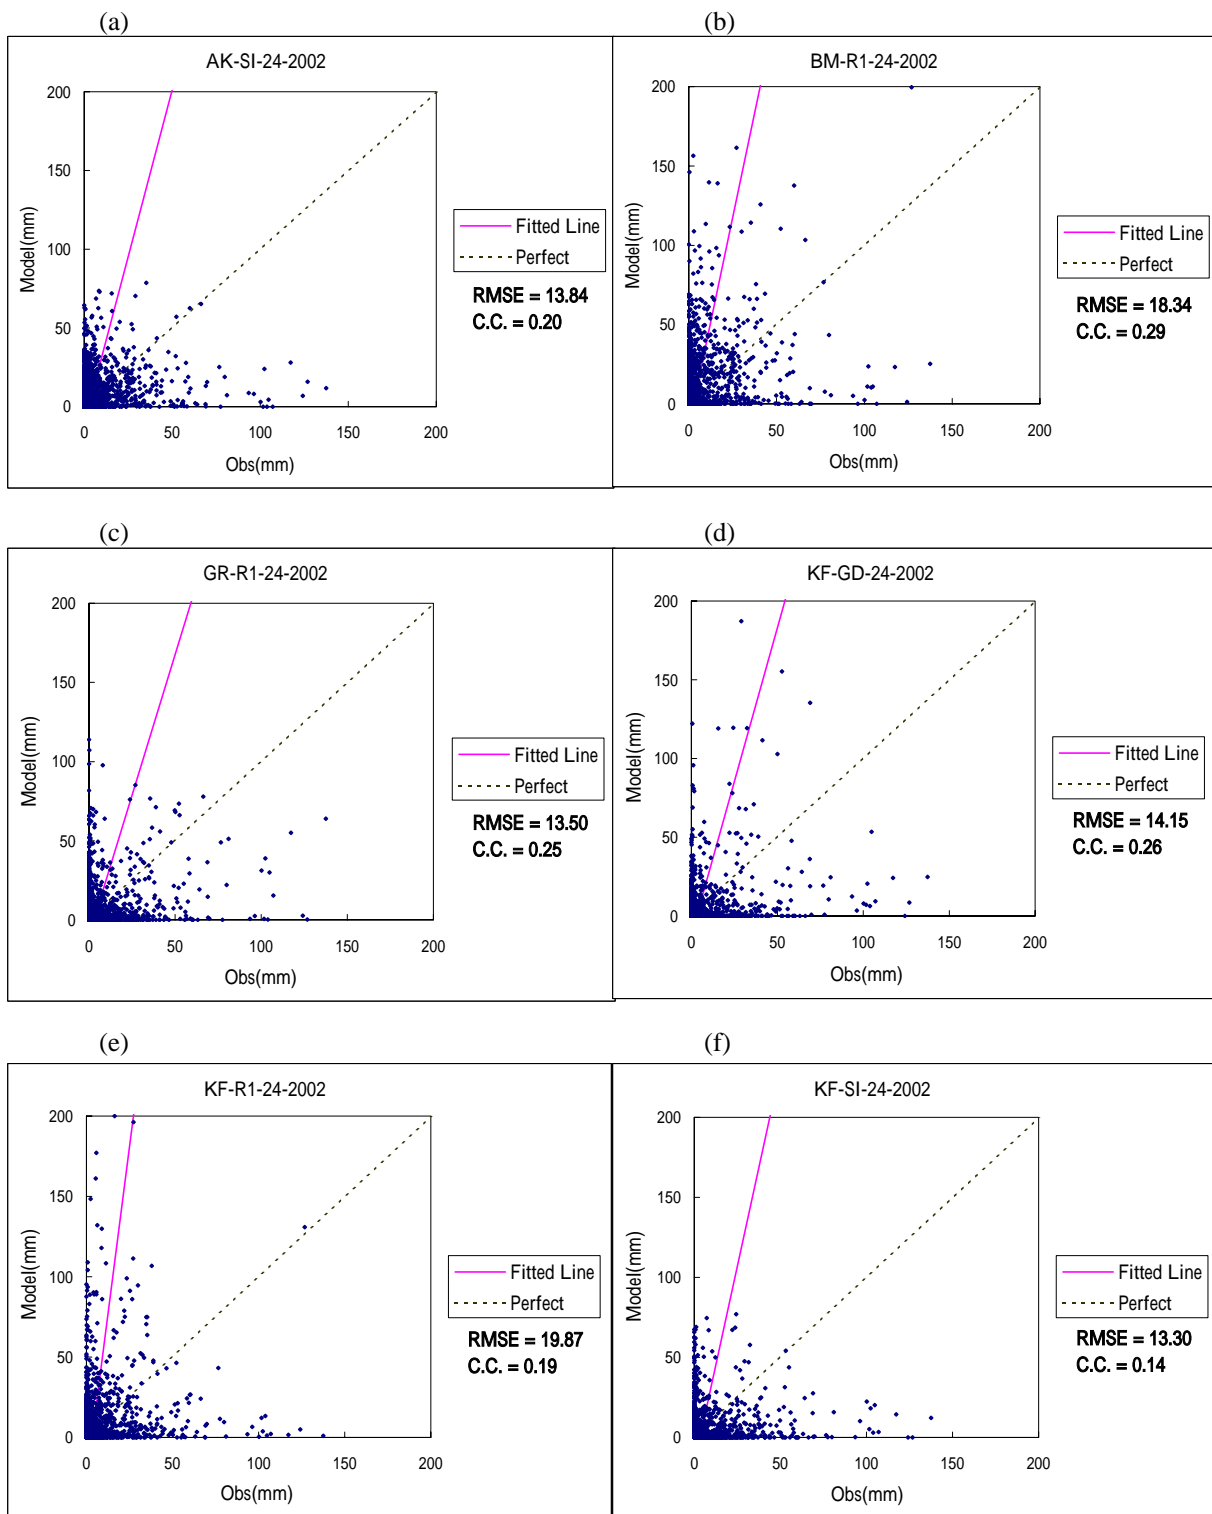 (a)
AK-SI-24-2002
200
150
100
50
0
0 50 100 150 200
Model(mm)
Obs(mm)
Fitted Line
Perfect
RMSE = 13.84
C.C. = 0.20
(b)
BM-R1-24-2002
200
150
100
50
0
0 50 100 150 200
Model(mm)
Obs(mm)
Fitted Line
Perfect
RMSE = 18.34
C.C. = 0.29
(c)
GR-R1-24-2002
200
150
100
50
0
0 50 100 150 200
Model(mm)
Obs(mm)
Fitted Line
Perfect
RMSE = 13.50
C.C. = 0.25
(d)
KF-GD-24-2002
200
150
100
50
0
0 50 100 150 200
Model(mm)
Obs(mm)
Fitted Line
Perfect
RMSE = 14.15
C.C. = 0.26
(e)
KF-R1-24-2002
200
150
100
50
0
0 50 100 150 200
Model(mm)
Obs(mm)
Fitted Line
Perfect
RMSE = 19.87
C.C. = 0.19
(f)
KF-SI-24-2002
200
150
100
50
0
0 50 100 150 200
Model(mm)
Obs(mm)
Fitted Line
Perfect
RMSE = 13.30
C.C. = 0.14